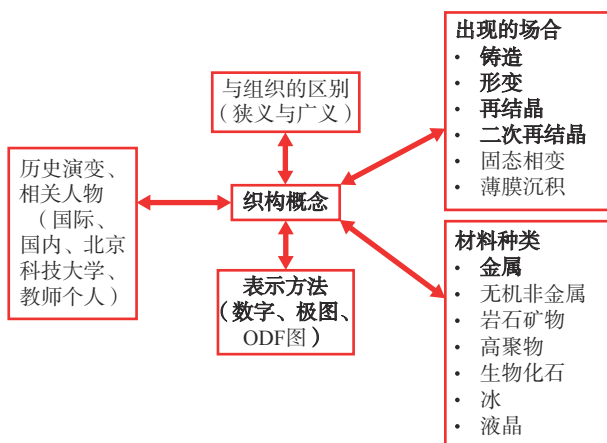 出现的场合
• 铸造
• 形变
• 再结晶
• 二次再结晶
• 固态相变
• 薄膜沉积
与组织的区别
（狭义与广义）
历史演变、
相关人物
（国际、
国内、北京
科技大学、
教师个人）
织构概念
表示方法
（数字、极图、
ODF图）
材料种类
• 金属
• 无机非金属
• 岩石矿物
• 高聚物
• 生物化石
• 冰
• 液晶